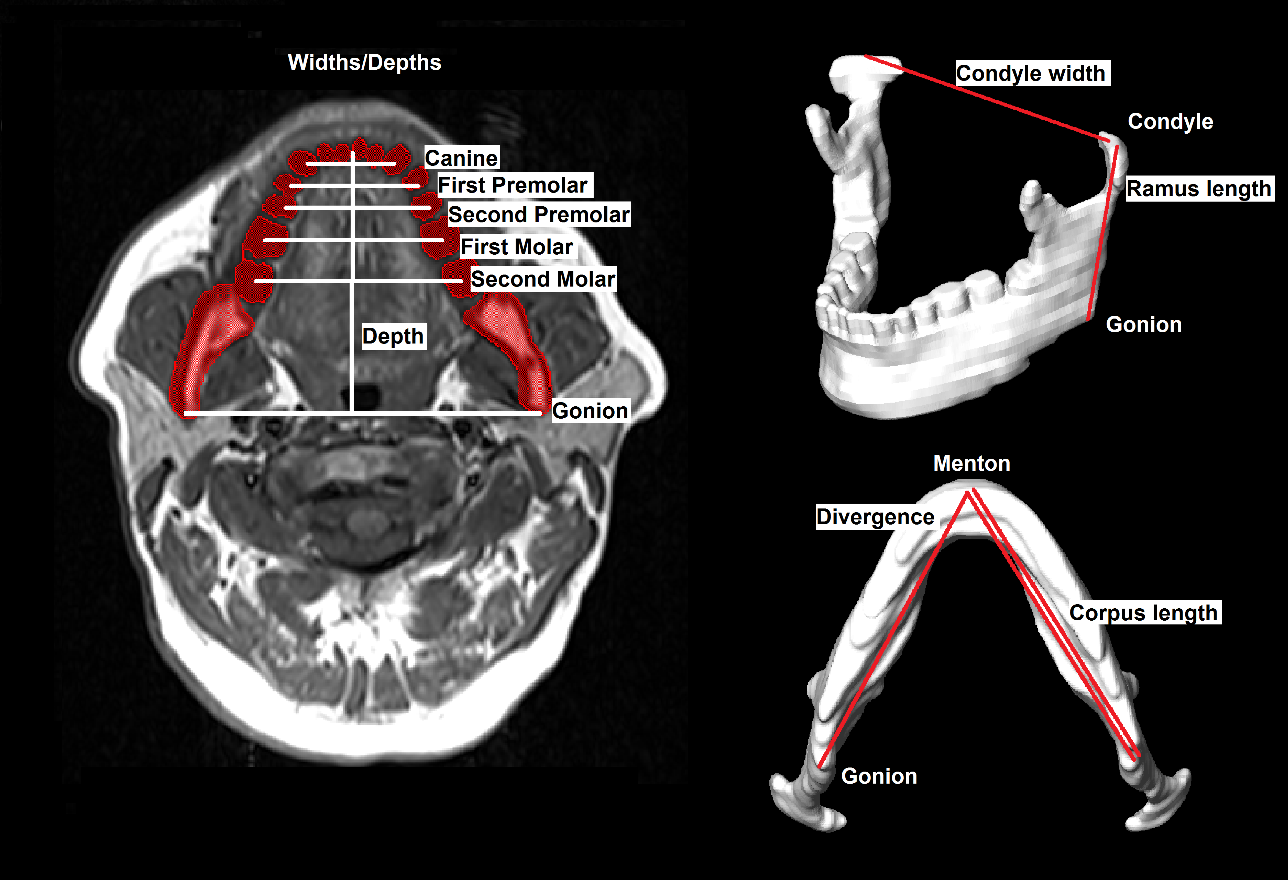 Widths/Depths
Canine
First Premolar
Second Premolar
First Molar
Second Molar
Depth
Gonion
Condyle width
Condyle
Ramus length
Gonion
Menton
Divergence
Corpus length
Gonion